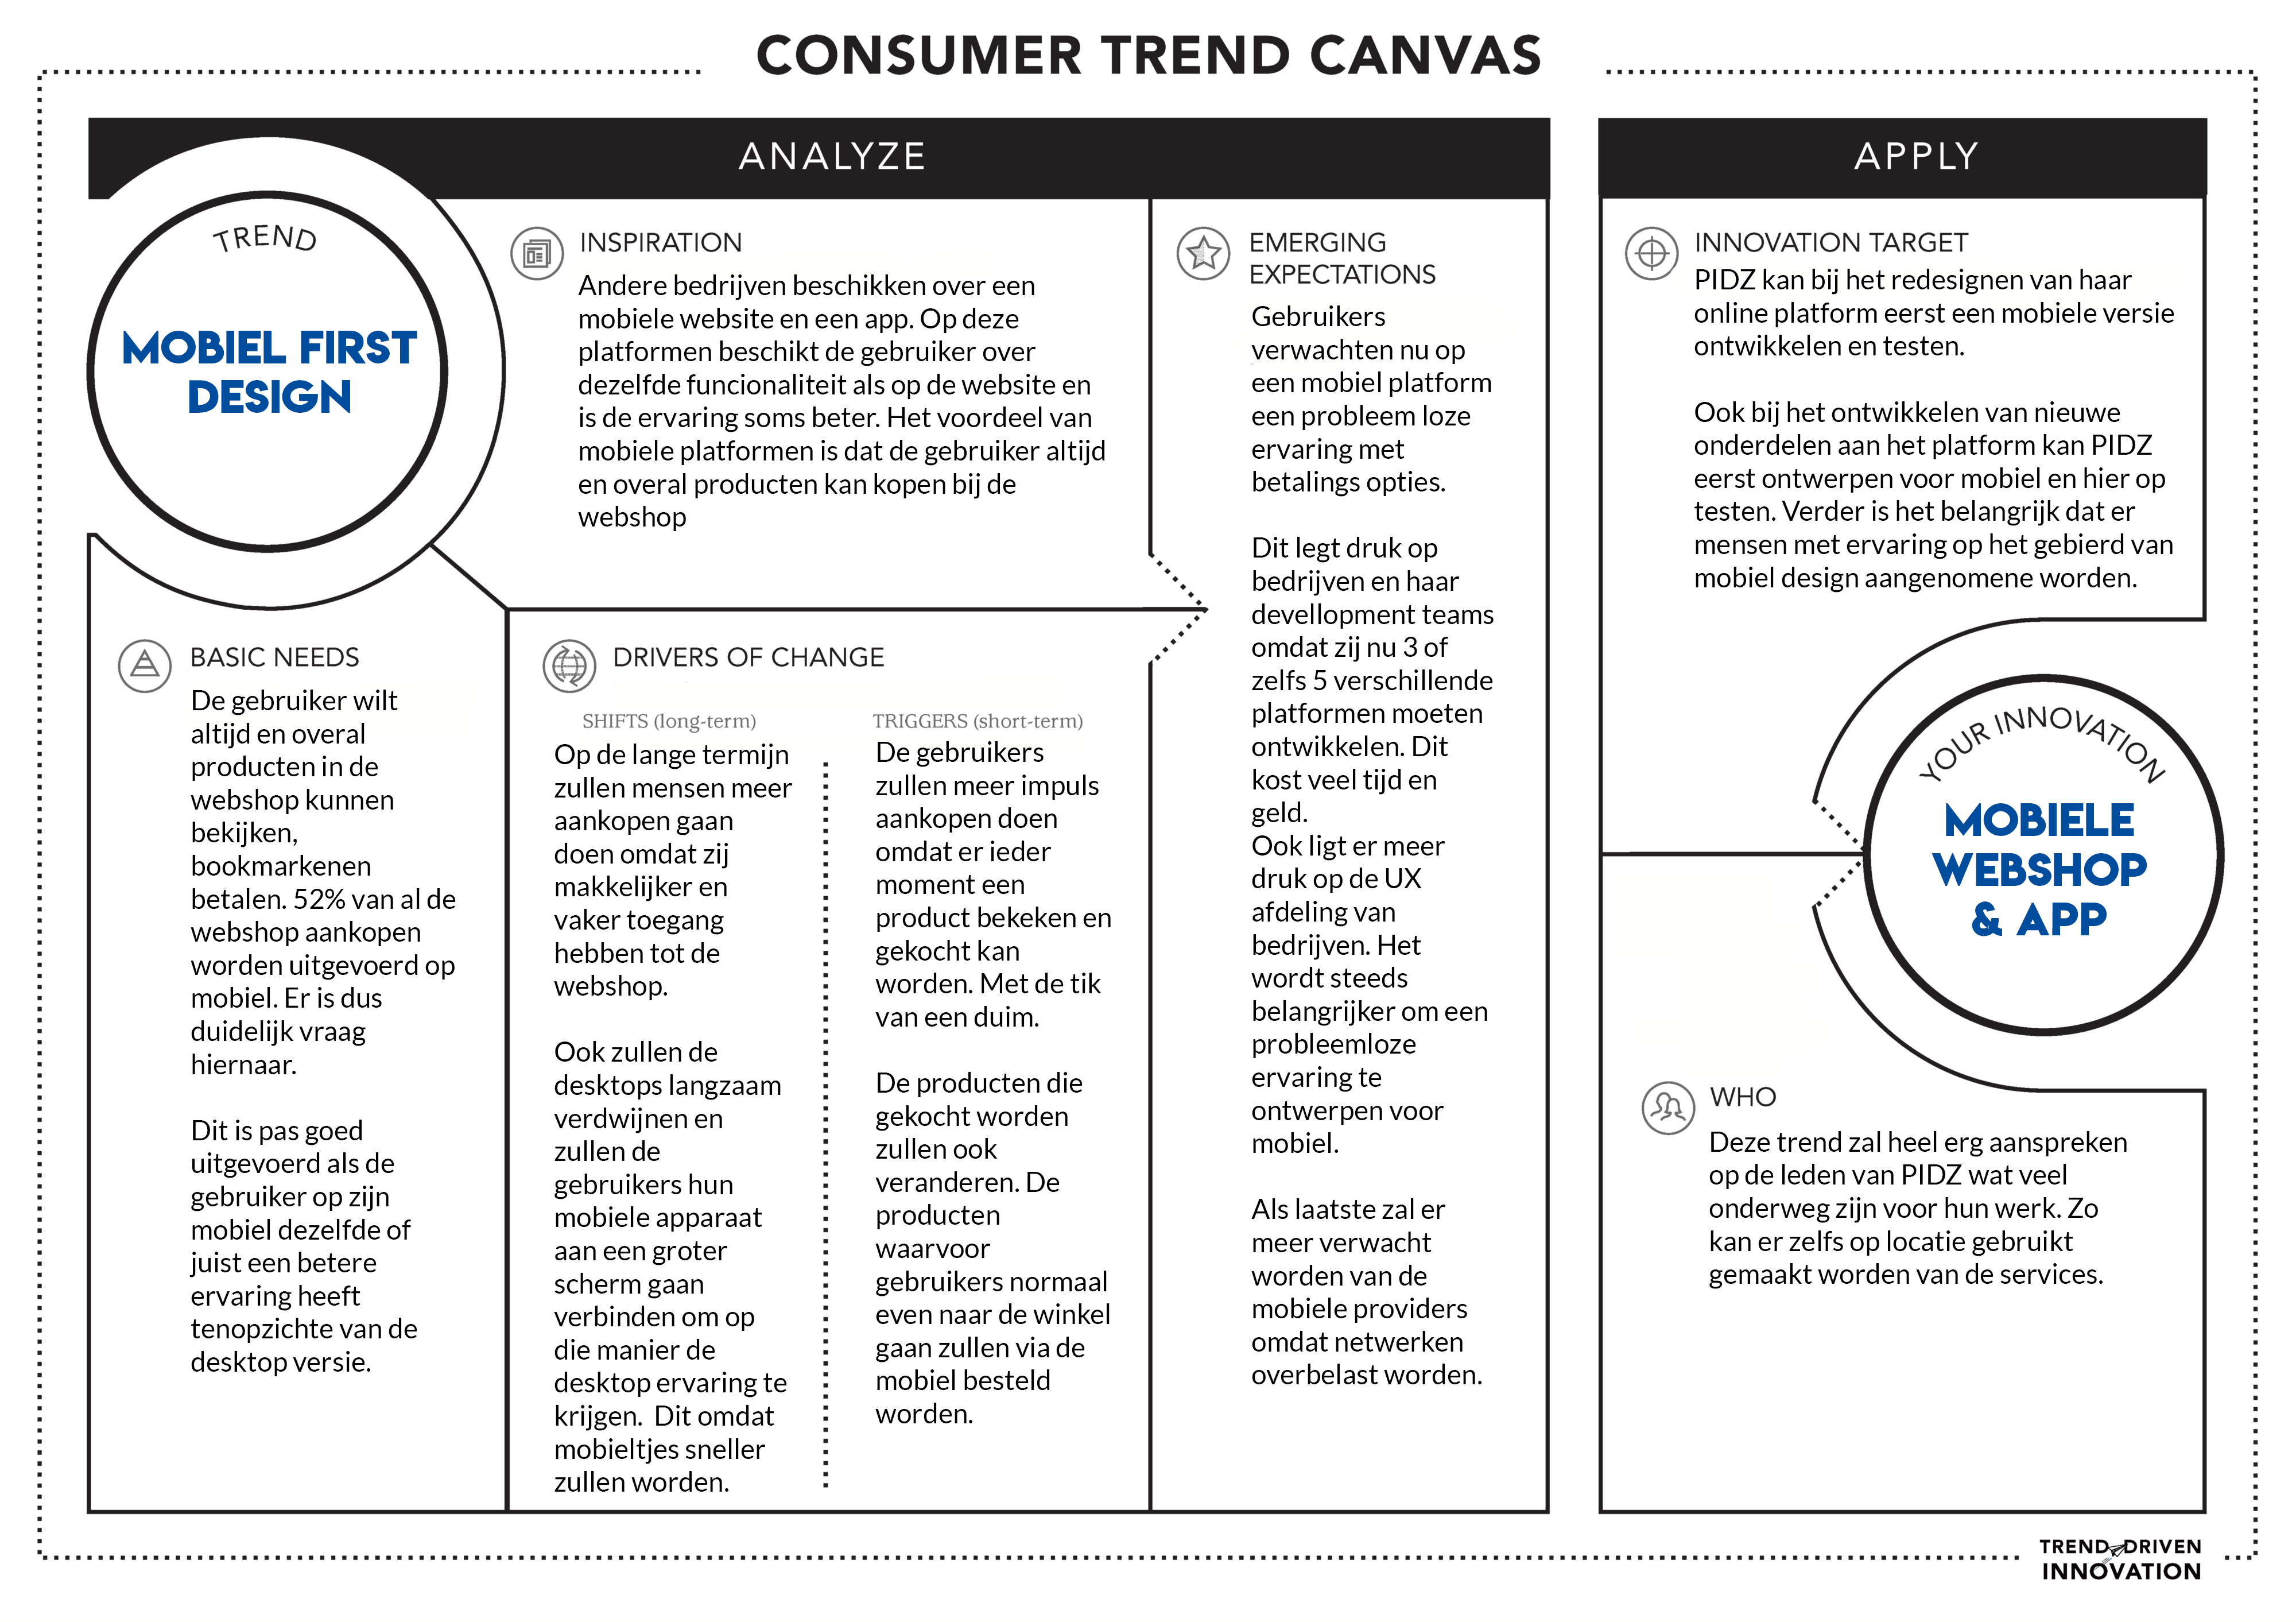 CONSUMER TREND CANVAS
ANALYZE
TREND
MOBIEL FIRST
DESIGN
INSPIRATION
Andere bedrijven beschikken over een
mobiele website en een app. Op deze
platformen beschikt de gebruiker over
dezelfde funcionaliteit als op de website en
is de ervaring soms beter. Het voordeel van
mobiele platformen is dat de gebruiker altijd
en overal producten kan kopen bij de
webshop
BASIC NEEDS
De gebruiker wilt
altijd en overal
producten in de
webshop kunnen
bekijken,
bookmarkenen
betalen. 52% van al de
webshop aankopen
worden uitgevoerd op
mobiel. Er is dus
duidelijk vraag
hiernaar.
Dit is pas goed
uitgevoerd als de
gebruiker op zijn
mobiel dezelfde of
juist een betere
ervaring heeft
tenopzichte van de
desktop versie.
DRIVERS OF CHANGE
SHIFTS (long-term)
Op de lange termijn
zullen mensen meer
aankopen gaan
doen omdat zij
makkelijker en
vaker toegang
hebben tot de
webshop.
Ook zullen de
desktops langzaam
verdwijnen en
zullen de
gebruikers hun
mobiele apparaat
aan een groter
scherm gaan
verbinden om op
die manier de
desktop ervaring te
krijgen. Dit omdat
mobieltjes sneller
zullen worden.
TRIGGERS (short-term)
De gebruikers
zullen meer impuls
aankopen doen
omdat er ieder
moment een
product bekeken en
gekocht kan
worden. Met de tik
van een duim.
De producten die
gekocht worden
zullen ook
veranderen. De
producten
waarvoor
gebruikers normaal
even naar de winkel
gaan zullen via de
mobiel besteld
worden.
EMERGING
EXPECTATIONS
Gebruikers
verwachten nu op
een mobiel platform
een probleem loze
ervaring met
betalings opties.
Dit legt druk op
bedrijven en haar
devellopment teams
omdat zij nu 3 of
zelfs 5 verschillende
platformen moeten
ontwikkelen. Dit
kost veel tijd en
geld.
Ook ligt er meer
druk op de UX
afdeling van
bedrijven. Het
wordt steeds
belangrijker om een
probleemloze
ervaring te
ontwerpen voor
mobiel.
Als laatste zal er
meer verwacht
worden van de
mobiele providers
omdat netwerken
overbelast worden.
APPLY
INNOVATION TARGET
PIDZ kan bij het redesignen van haar
online platform eerst een mobiele versie
ontwikkelen en testen.
Ook bij het ontwikkelen van nieuwe
onderdelen aan het platform kan PIDZ
eerst ontwerpen voor mobiel en hier op
testen. Verder is het belangrijk dat er
mensen met ervaring op het gebierd van
mobiel design aangenomene worden.
YOUR INNOVATION
MOBIELE
WEBSHOP
& APP
WHO
Deze trend zal heel erg aanspreken
op de leden van PIDZ wat veel
onderweg zijn voor hun werk. Zo
kan er zelfs op locatie gebruikt
gemaakt worden van de services.
TREND DRIVEN
INNOVATION